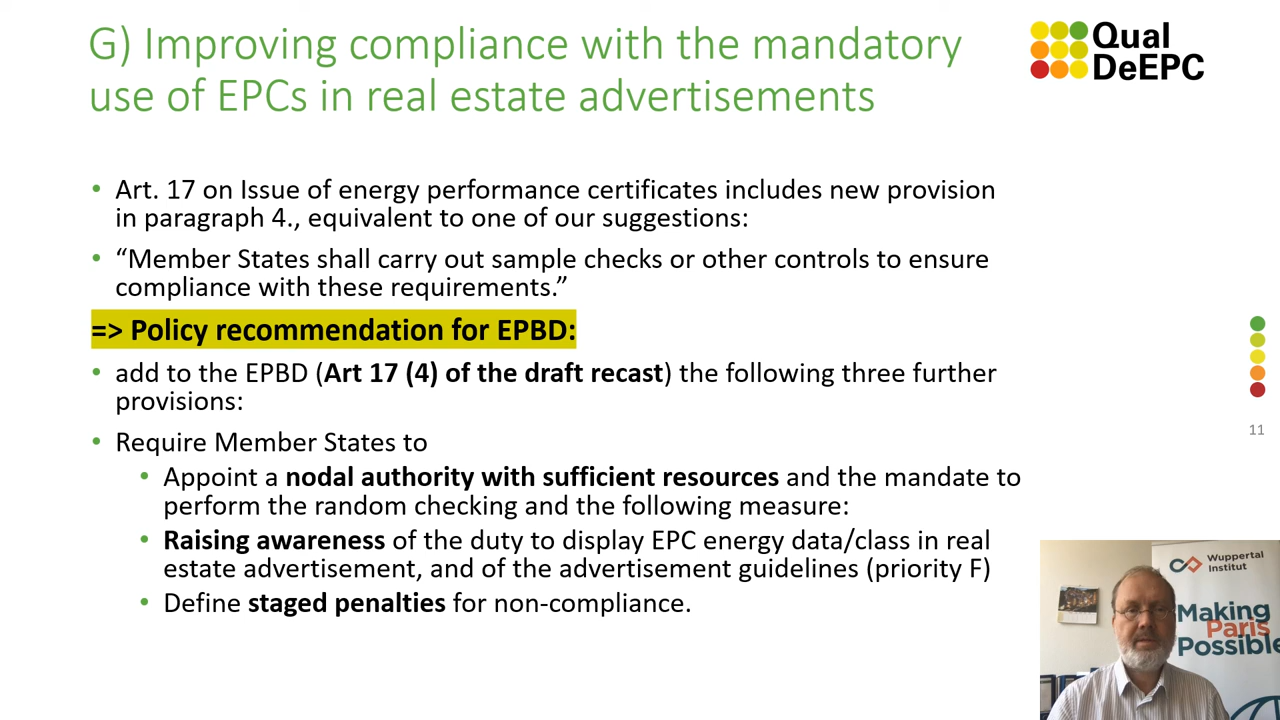 G) Improving compliance with the mandatory
use of EPCs in real estate advertisements
Qual
DeEPC
• Art. 17 on Issue of energy performance certificates includes new provision
in paragraph 4., equivalent to one of our suggestions:
• “Member States shall carry out sample checks or other controls to ensure
compliance with these requirements.”
=> Policy recommendation for EPBD:
• add to the EPBD (Art 17 (4) of the draft recast) the following three further
provisions:
• Require Member States to
• Appoint a nodal authority with sufficient resources and the mandate to
perform the random checking and the following measure:
• Raising awareness of the duty to display EPC energy data/class in real
estate advertisement, and of the advertisement guidelines (priority F)
• Define staged penalties for non-compliance.
11
Wuppertal
Institut
Making
Paris
Possible